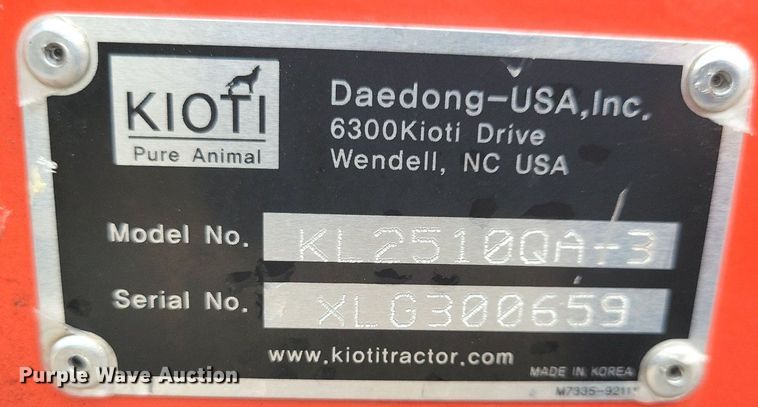 KIOTI
Pure Animal
Daedong-USA,Inc.
6300Kioti Drive
Wendell, NC USA
Model No. KL2510QA-3
Serial No. XLG300659
www.kiotitractor.com
MADE IN KOREA
Purple Wave Auction